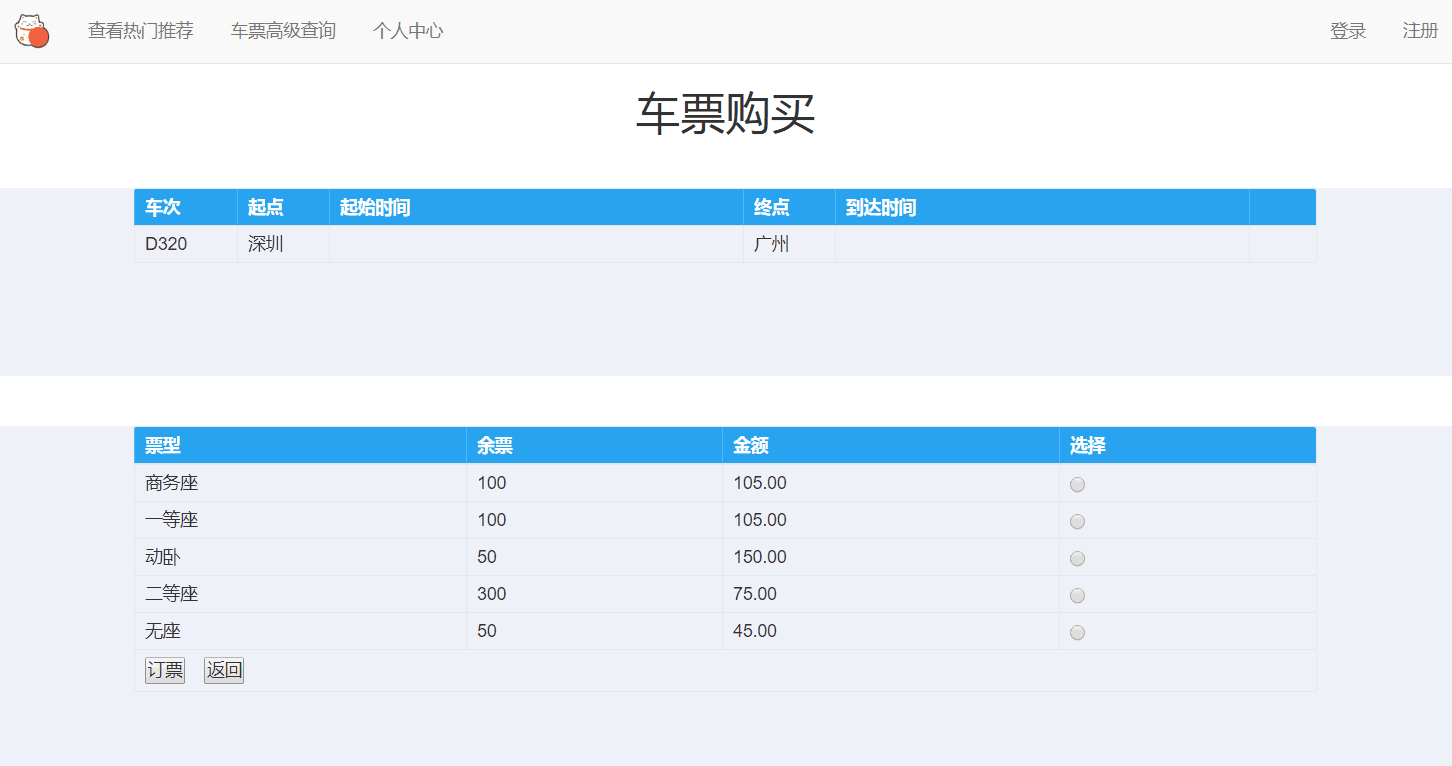 查看热门推荐 车票高级查询 个人中心 登录 注册
车票购买
车次 起点 起始时间 终点 到达时间
D320 深圳 广州
票型 余票 金额 选择
商务座 100 105.00
一等座 100 105.00
动卧 50 150.00
二等座 300 75.00
无座 50 45.00
订票 返回